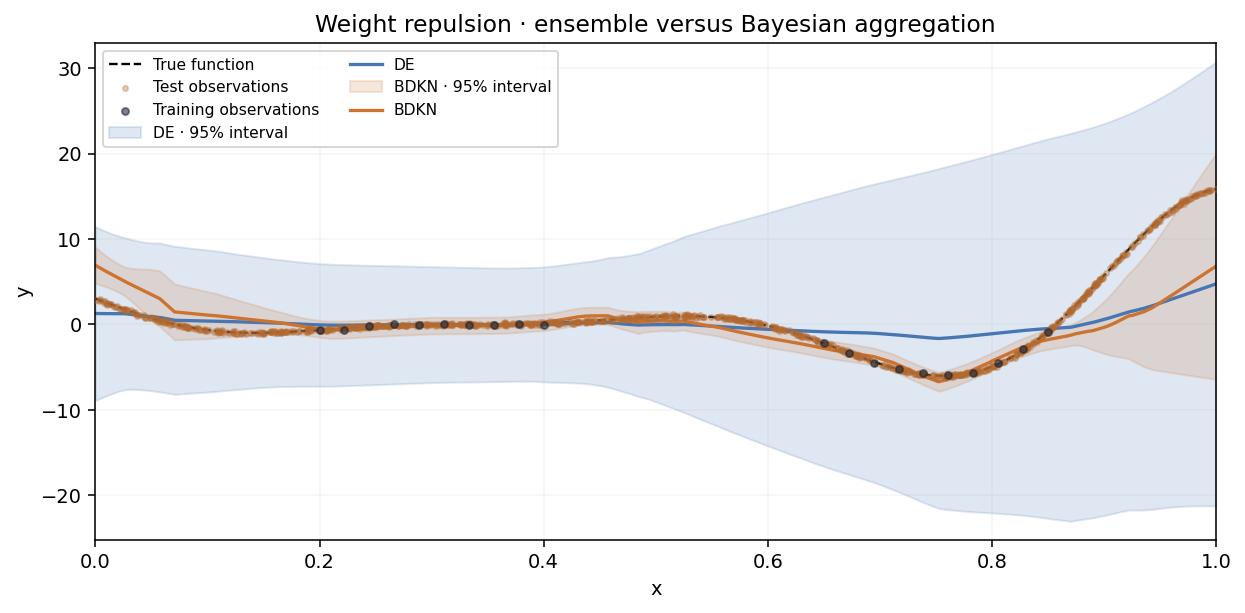 Weight repulsion · ensemble versus Bayesian aggregation
True function
Test observations
Training observations
DE · 95% interval
DE
BDKN · 95% interval
BDKN
30
20
10
0
−10
−20
y
0.0
0.2
0.4
0.6
0.8
1.0
x